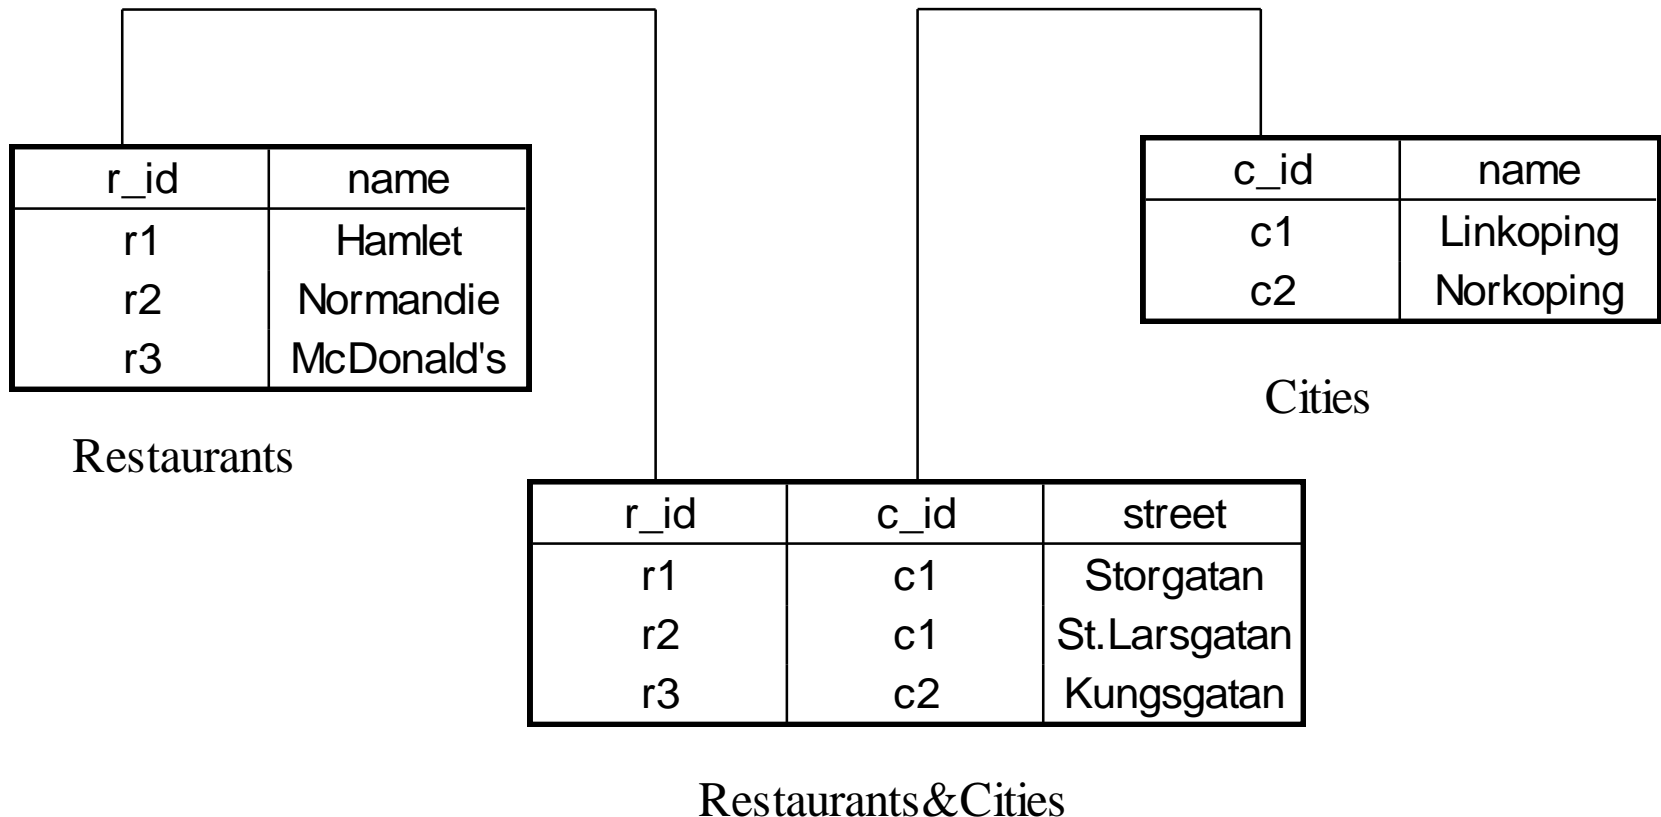 r_id name
r1 Hamlet
r2 Normandie
r3 McDonald's
Restaurants
c_id name
c1 Linkoping
c2 Norkoping
Cities
r_id c_id street
r1 c1 Storgatan
r2 c1 St.Larsgatan
r3 c2 Kungsgatan
Restaurants&Cities